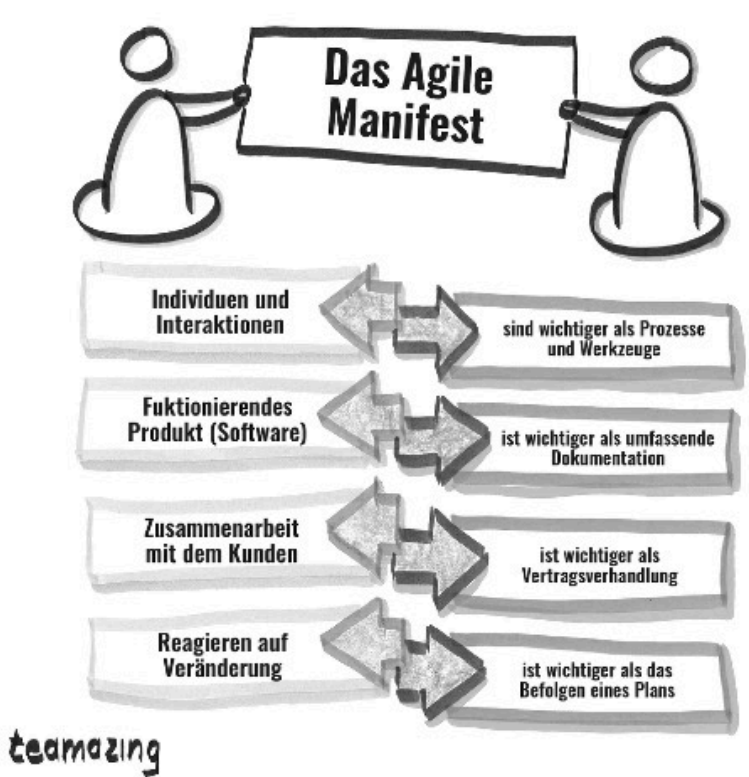 Das Agile
Manifest
Individuen und
Interaktionen
sind wichtiger als Prozesse
und Werkzeuge
Fuktionierendes
Produkt (Software)
ist wichtiger als umfassende
Dokumentation
Zusammenarbeit
mit dem Kunden
ist wichtiger als
Vertragsverhandlung
Reagieren auf
Veränderung
ist wichtiger als das
Befolgen eines Plans
teamazing